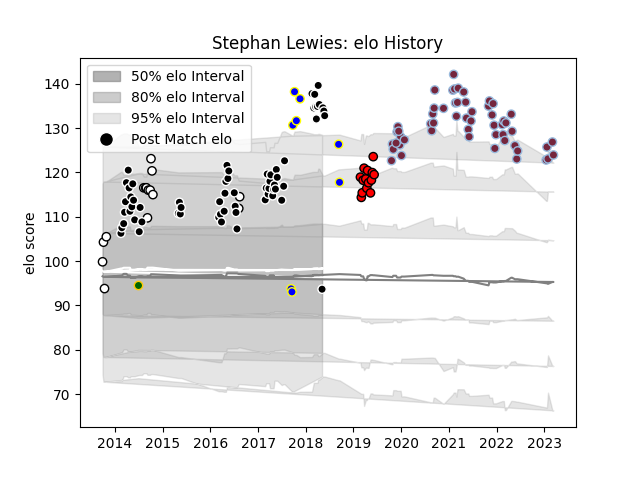 Stephan Lewies: elo History
50% elo Interval
80% elo Interval
95% elo Interval
Post Match elo
elo score
140
130
120
110
100
90
80
70
2014 2015 2016 2017 2018 2019 2020 2021 2022 2023